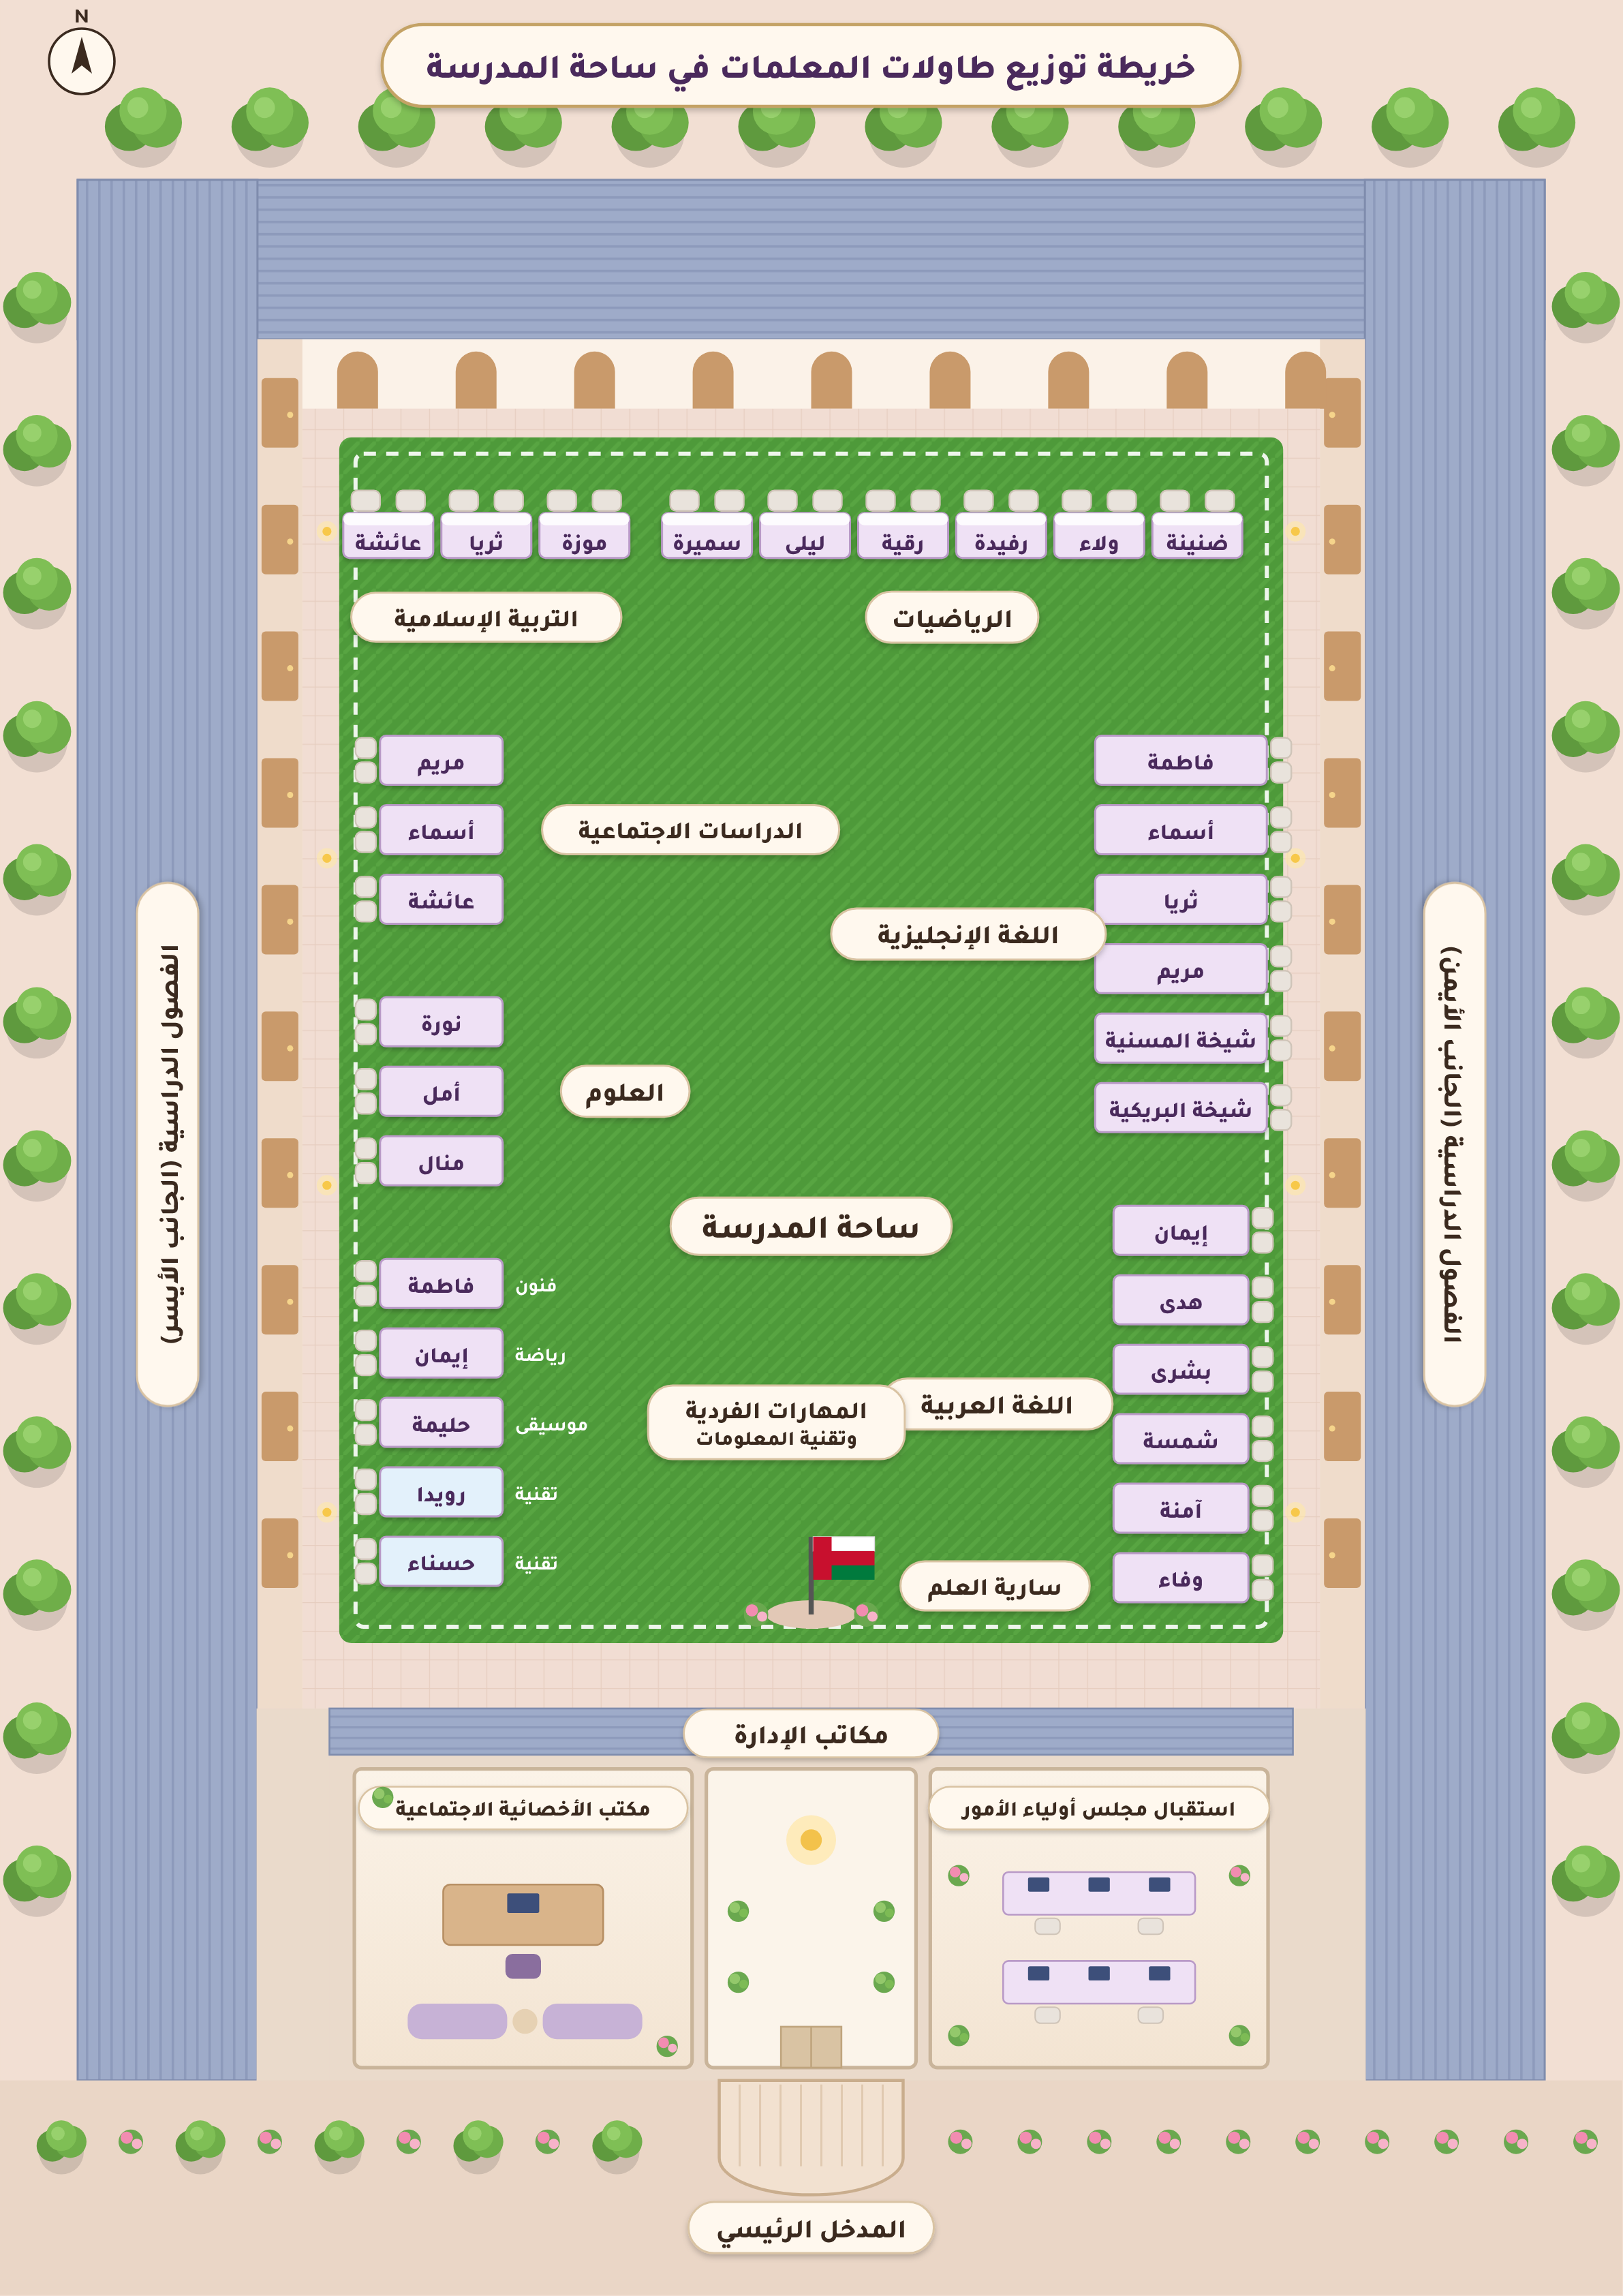 N
خريطة توزيع طاولات المعلمات في ساحة المدرسة
ضنينة
ولاء
رفيدة
رقية
ليلى
سميرة
موزة
ثريا
عائشة
الرياضيات
التربية الإسلامية
فاطمة
أسماء
ثريا
مريم
شيخة المسنية
شيخة البريكية
اللغة الإنجليزية
مريم
أسماء
عائشة
الدراسات الاجتماعية
نورة
أمل
منال
العلوم
ساحة المدرسة
إيمان
هدى
بشرى
شمسة
آمنة
وفاء
اللغة العربية
المهارات الفردية
وتقنية المعلومات
فنون
فاطمة
رياضة
إيمان
موسيقى
حليمة
تقنية
رويدا
تقنية
حسناء
سارية العلم
الفصول الدراسية (الجانب الأيمن)
الفصول الدراسية (الجانب الأيسر)
مكاتب الإدارة
استقبال مجلس أولياء الأمور
مكتب الأخصائية الاجتماعية
المدخل الرئيسي